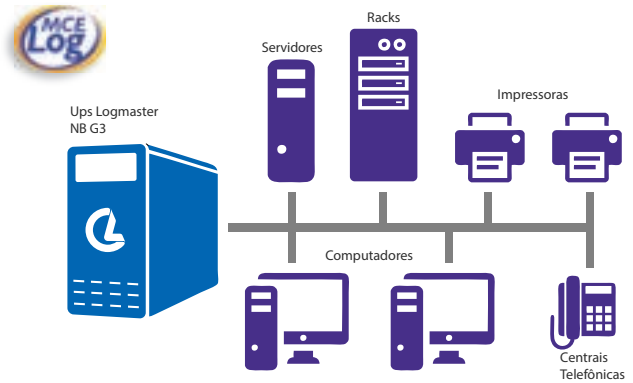 MCE
Log
Racks
Servidores
Impressoras
Ups Logmaster
NB G3
Computadores
Centrais
Telefônicas